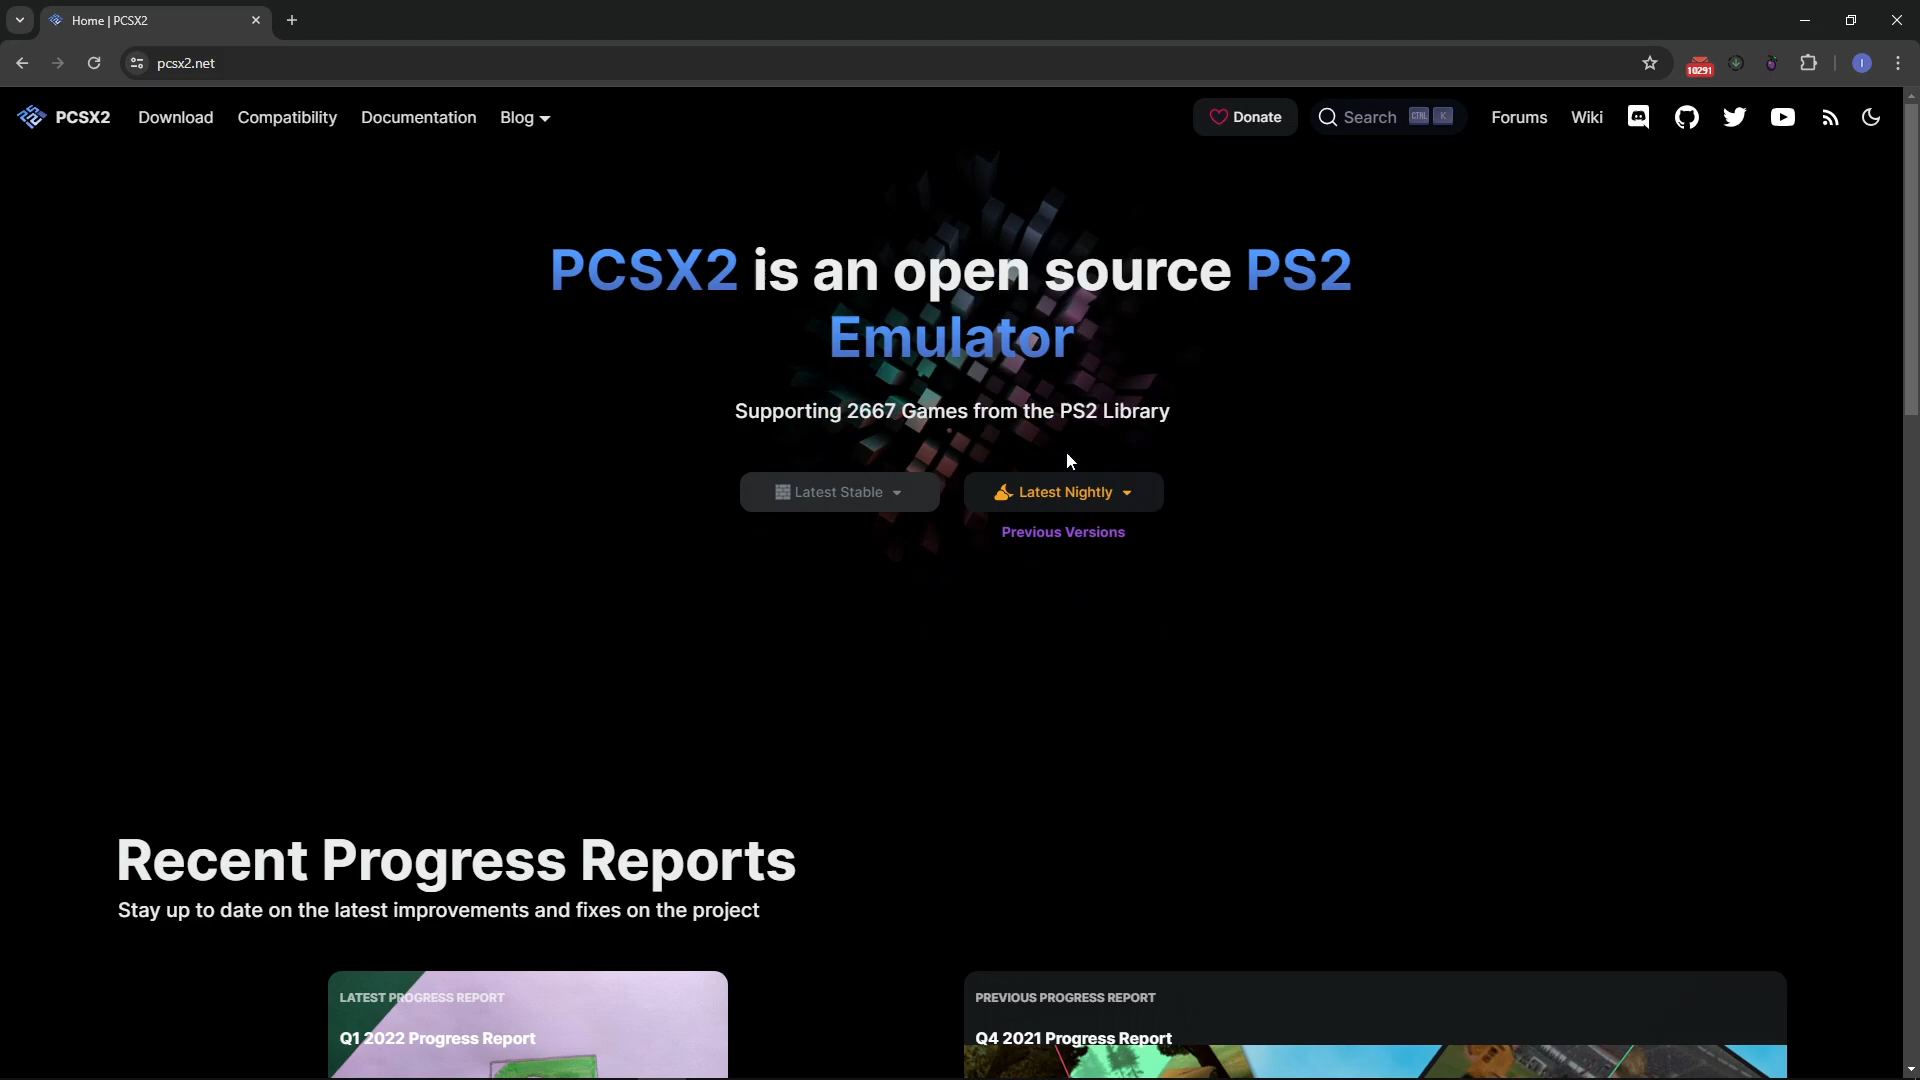 Home | PCSX2
pcsx2.net
10291
I
PCSX2
Download
Compatibility
Documentation
Blog
Donate
Search
CTRL
K
Forums
Wiki
PCSX2 is an open source PS2
Emulator
Supporting 2667 Games from the PS2 Library
Latest Stable
Latest Nightly
Previous Versions
Recent Progress Reports
Stay up to date on the latest improvements and fixes on the project
LATEST PROGRESS REPORT
Q1 2022 Progress Report
PREVIOUS PROGRESS REPORT
Q4 2021 Progress Report